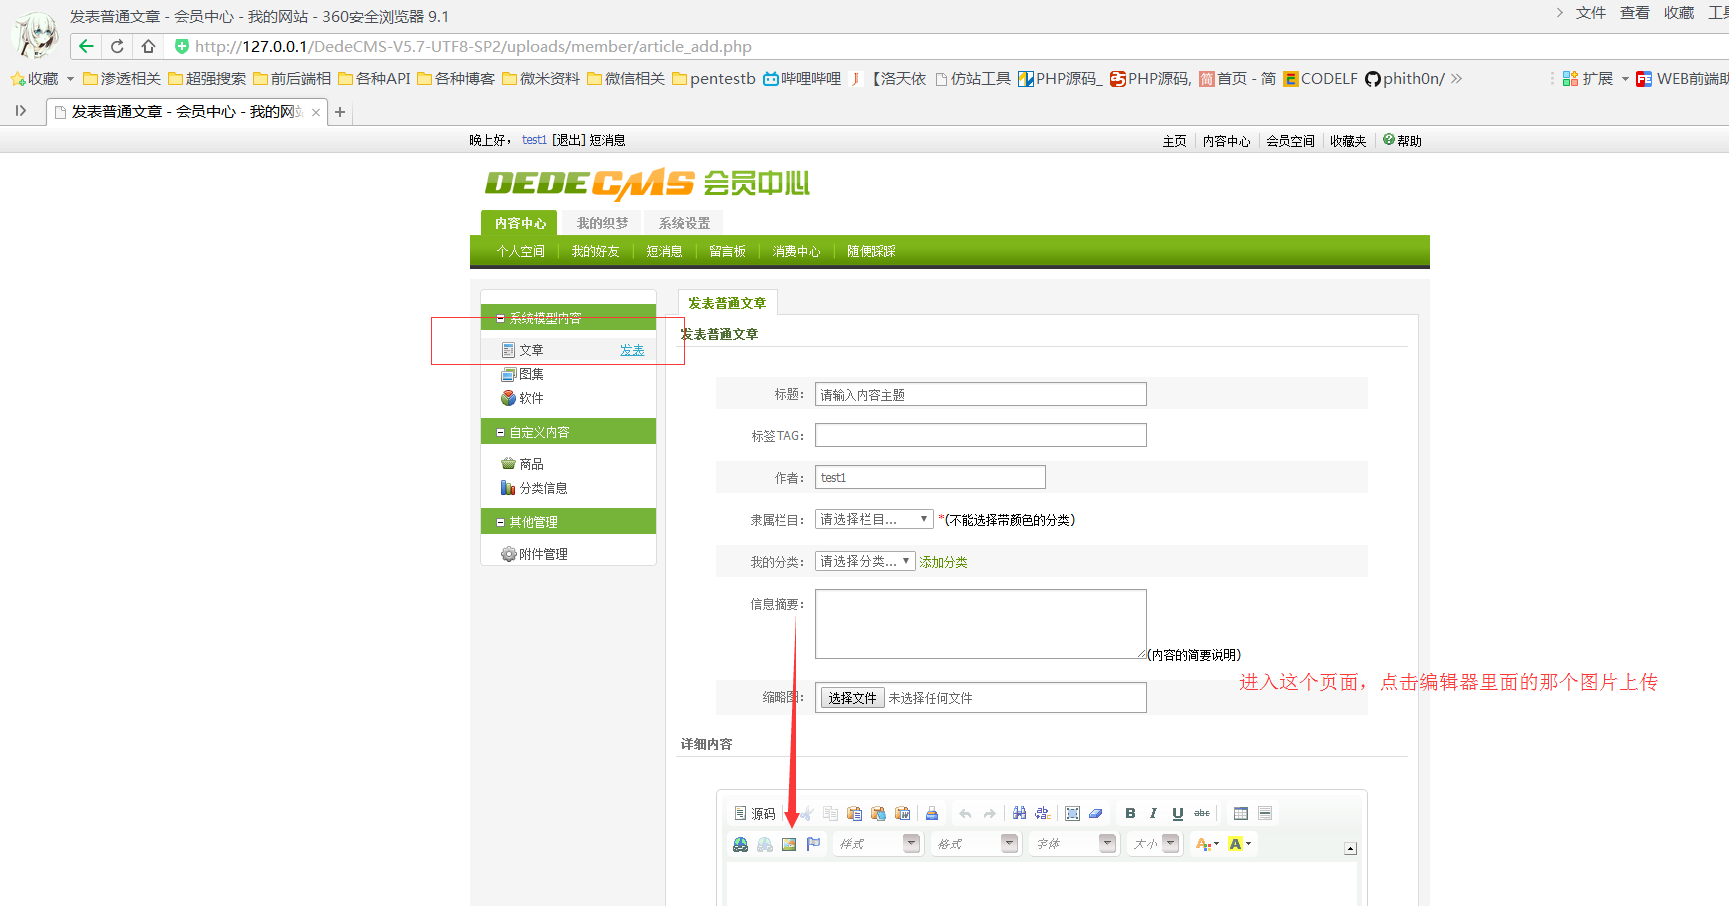 发表普通文章 - 会员中心 - 我的网站 - 360安全浏览器 9.1
文件 查看 收藏 工具
http://127.0.0.1/DedeCMS-V5.7-UTF8-SP2/uploads/member/article_add.php
收藏 渗透相关 超强搜索 前后端相 各种API 各种博客 微米资料 微信相关 pentestb 哔哩哔哩 【洛天依 仿站工具 PHP源码_ PHP源码, 首页 - 简 CODELF phith0n/ 扩展 WEB前端助
发表普通文章 - 会员中心 - 我的网站
晚上好， test1 [退出] 短消息
主页 内容中心 会员空间 收藏夹 帮助
DEDECMS 会员中心
内容中心 我的织梦 系统设置
个人空间 我的好友 短消息 留言板 消费中心 随便踩踩
系统模型内容
文章 发表
图集
软件
自定义内容
商品
分类信息
其他管理
附件管理
发表普通文章
发表普通文章
标题： 请输入内容主题
标签TAG：
作者： test1
隶属栏目： 请选择栏目... *(不能选择带颜色的分类)
我的分类： 请选择分类... 添加分类
信息摘要：
(内容的简要说明)
进入这个页面，点击编辑器里面的那个图片上传
缩略图： 选择文件 未选择任何文件
详细内容
源码 B I U abc
样式 格式 字体 大小 A A